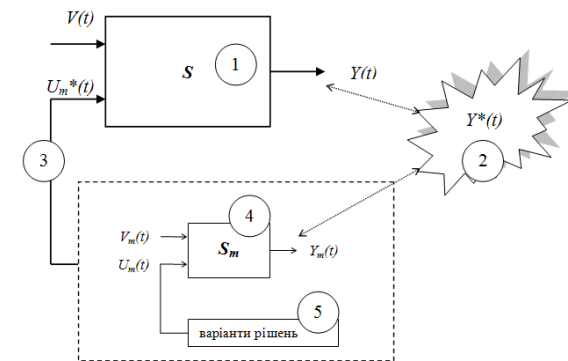 V(t)
S
1
Y(t)
U_m*(t)
Y*(t)
2
3
4
V_m(t)
S_m
Y_m(t)
U_m(t)
5
варіанти рішень